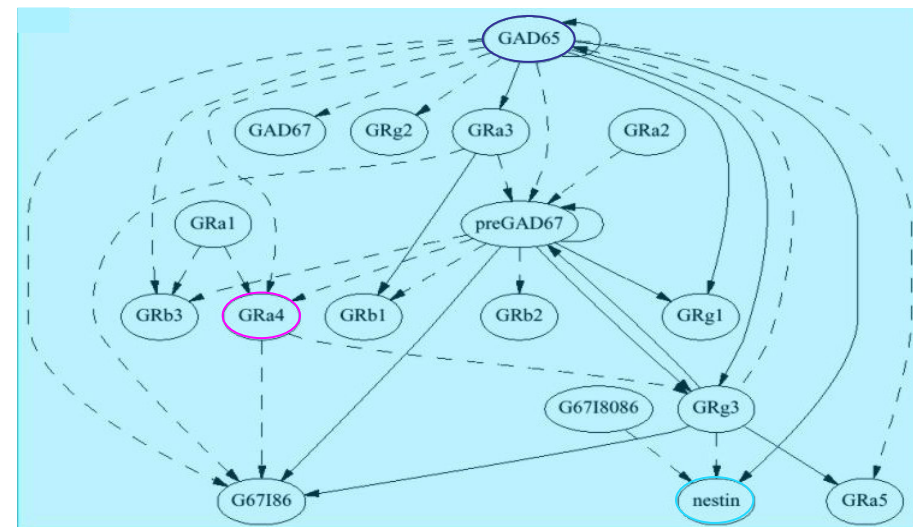 GAD65
GAD67
GRg2
GRa3
GRa2
GRa1
preGAD67
GRb3
GRa4
GRb1
GRb2
GRg1
G67I8086
GRg3
G67I86
nestin
GRa5